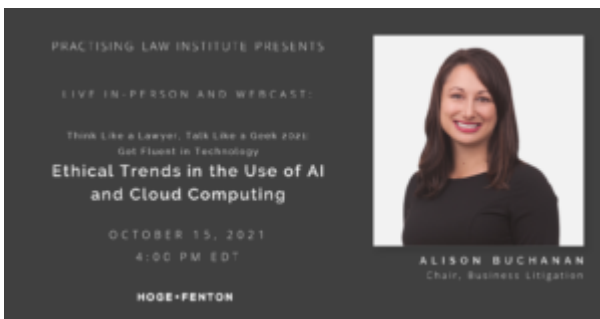 PRACTISING LAW INSTITUTE PRESENTS
LIVE IN-PERSON AND WEBCAST:
Think Like a Lawyer, Talk Like a Geek 2021:
Get Fluent in Technology
Ethical Trends in the Use of AI
and Cloud Computing
OCTOBER 15, 2021
4:00 PM EDT
HOGE•FENTON
ALISON BUCHANAN
Chair, Business Litigation